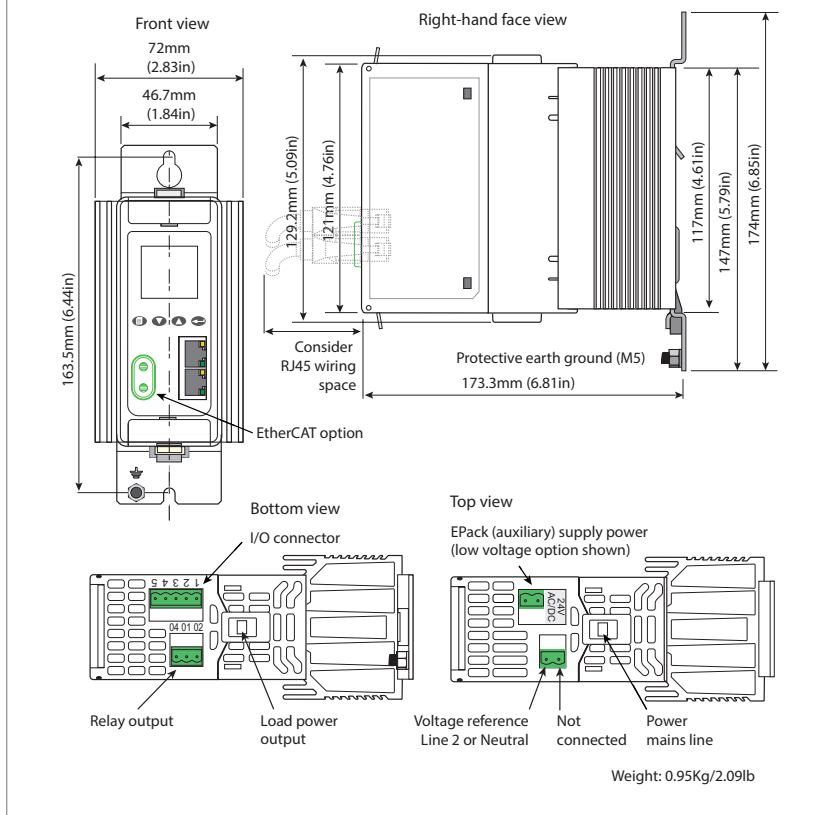 Front view
72mm
(2.83in)
46.7mm
(1.84in)
163.5mm (6.44in)
EtherCAT option
Right-hand face view
129.2mm (5.09in)
121mm (4.76in)
117mm (4.61in)
147mm (5.79in)
174mm (6.85in)
Consider
RJ45 wiring
space
Protective earth ground (M5)
173.3mm (6.81in)
Bottom view
I/O connector
5 4 3 2 1
04 01 02
Relay output
Load power
output
Top view
EPack (auxiliary) supply power
(low voltage option shown)
24V
AC/DC
Voltage reference
Line 2 or Neutral
Not
connected
Power
mains line
Weight: 0.95Kg/2.09lb